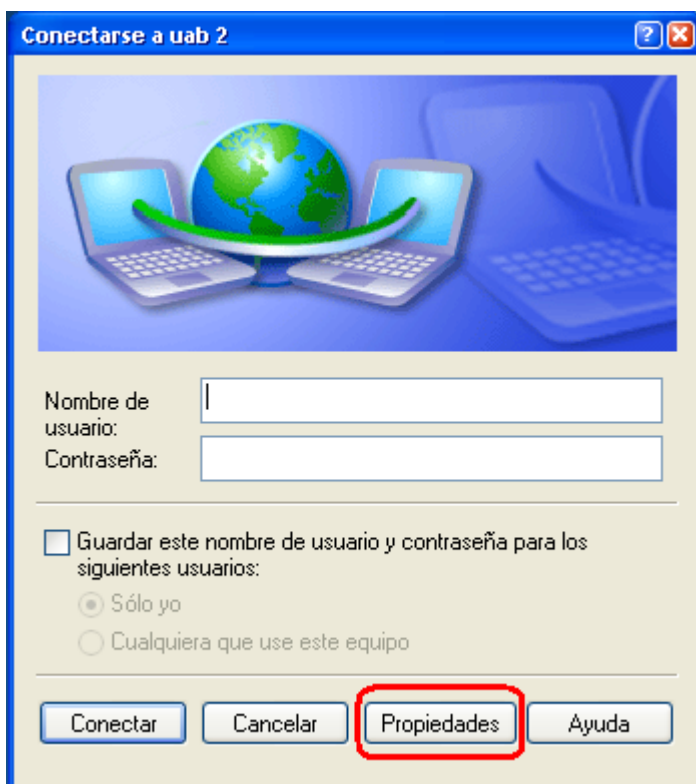 Conectarse a uab 2
Nombre de
usuario:
Contraseña:
Guardar este nombre de usuario y contraseña para los
siguientes usuarios:
Sólo yo
Cualquiera que use este equipo
Conectar Cancelar Propiedades Ayuda